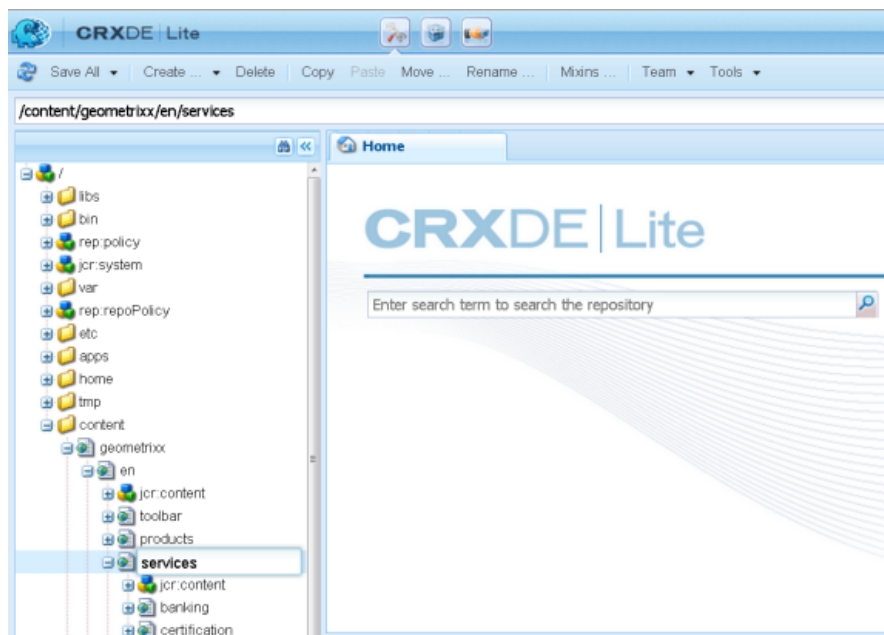 CRXDE | Lite
Save All Create ... Delete Copy Paste Move ... Rename ... Mixins ... Team Tools
/content/geometrixx/en/services
Home
/
libs
bin
rep:policy
jcr:system
var
rep:repoPolicy
etc
apps
home
tmp
content
geometrixx
en
jcr:content
toolbar
products
services
jcr:content
banking
certification
CRXDE | Lite
Enter search term to search the repository